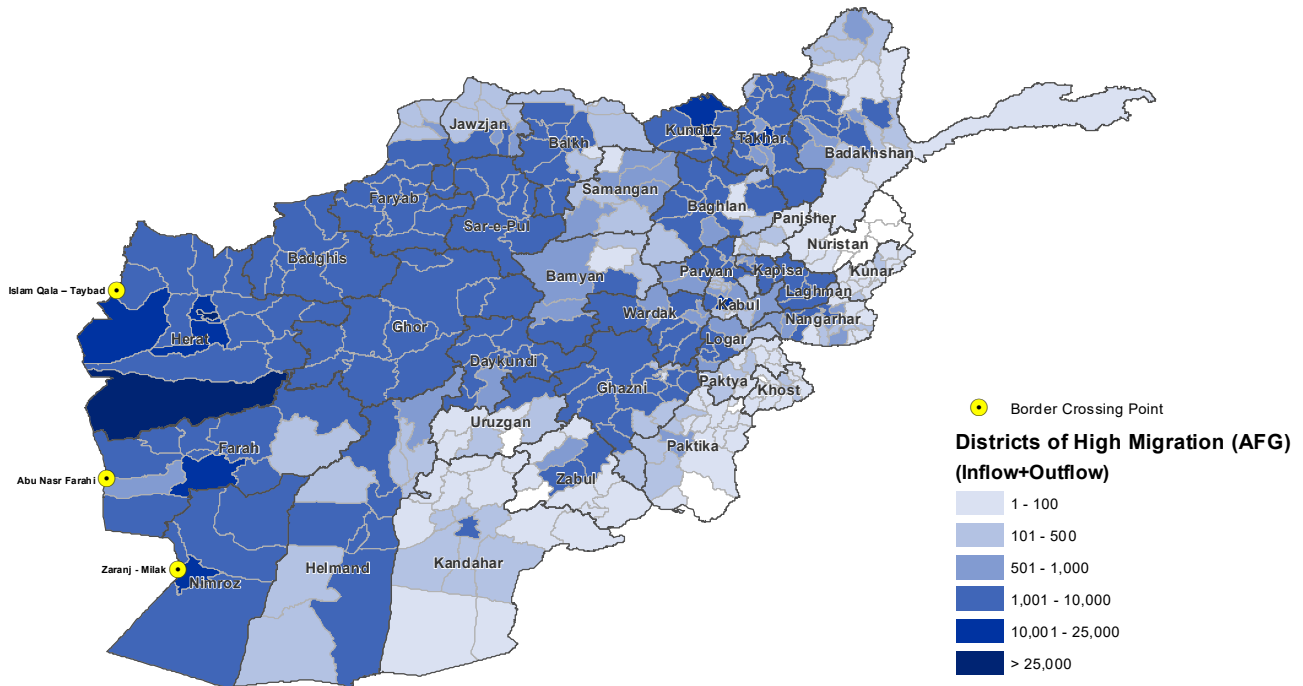 Jawzjan
Balkh
Kunduz
Takhar
Badakhshan
Faryab
Samangan
Sar-e-Pul
Baghlan
Panjsher
Nuristan
Badghis
Bamyan
Parwan
Kapisa
Kunar
Islam Qala – Taybad
Laghman
Kabul
Wardak
Nangarhar
Ghor
Herat
Logar
Daykundi
Ghazni
Paktya
Khost
Uruzgan
Paktika
Farah
Abu Nasr Farahi
Zabul
Zaranj - Milak
Nimroz
Helmand
Kandahar
Border Crossing Point
Districts of High Migration (AFG)
(Inflow+Outflow)
1 - 100
101 - 500
501 - 1,000
1,001 - 10,000
10,001 - 25,000
> 25,000